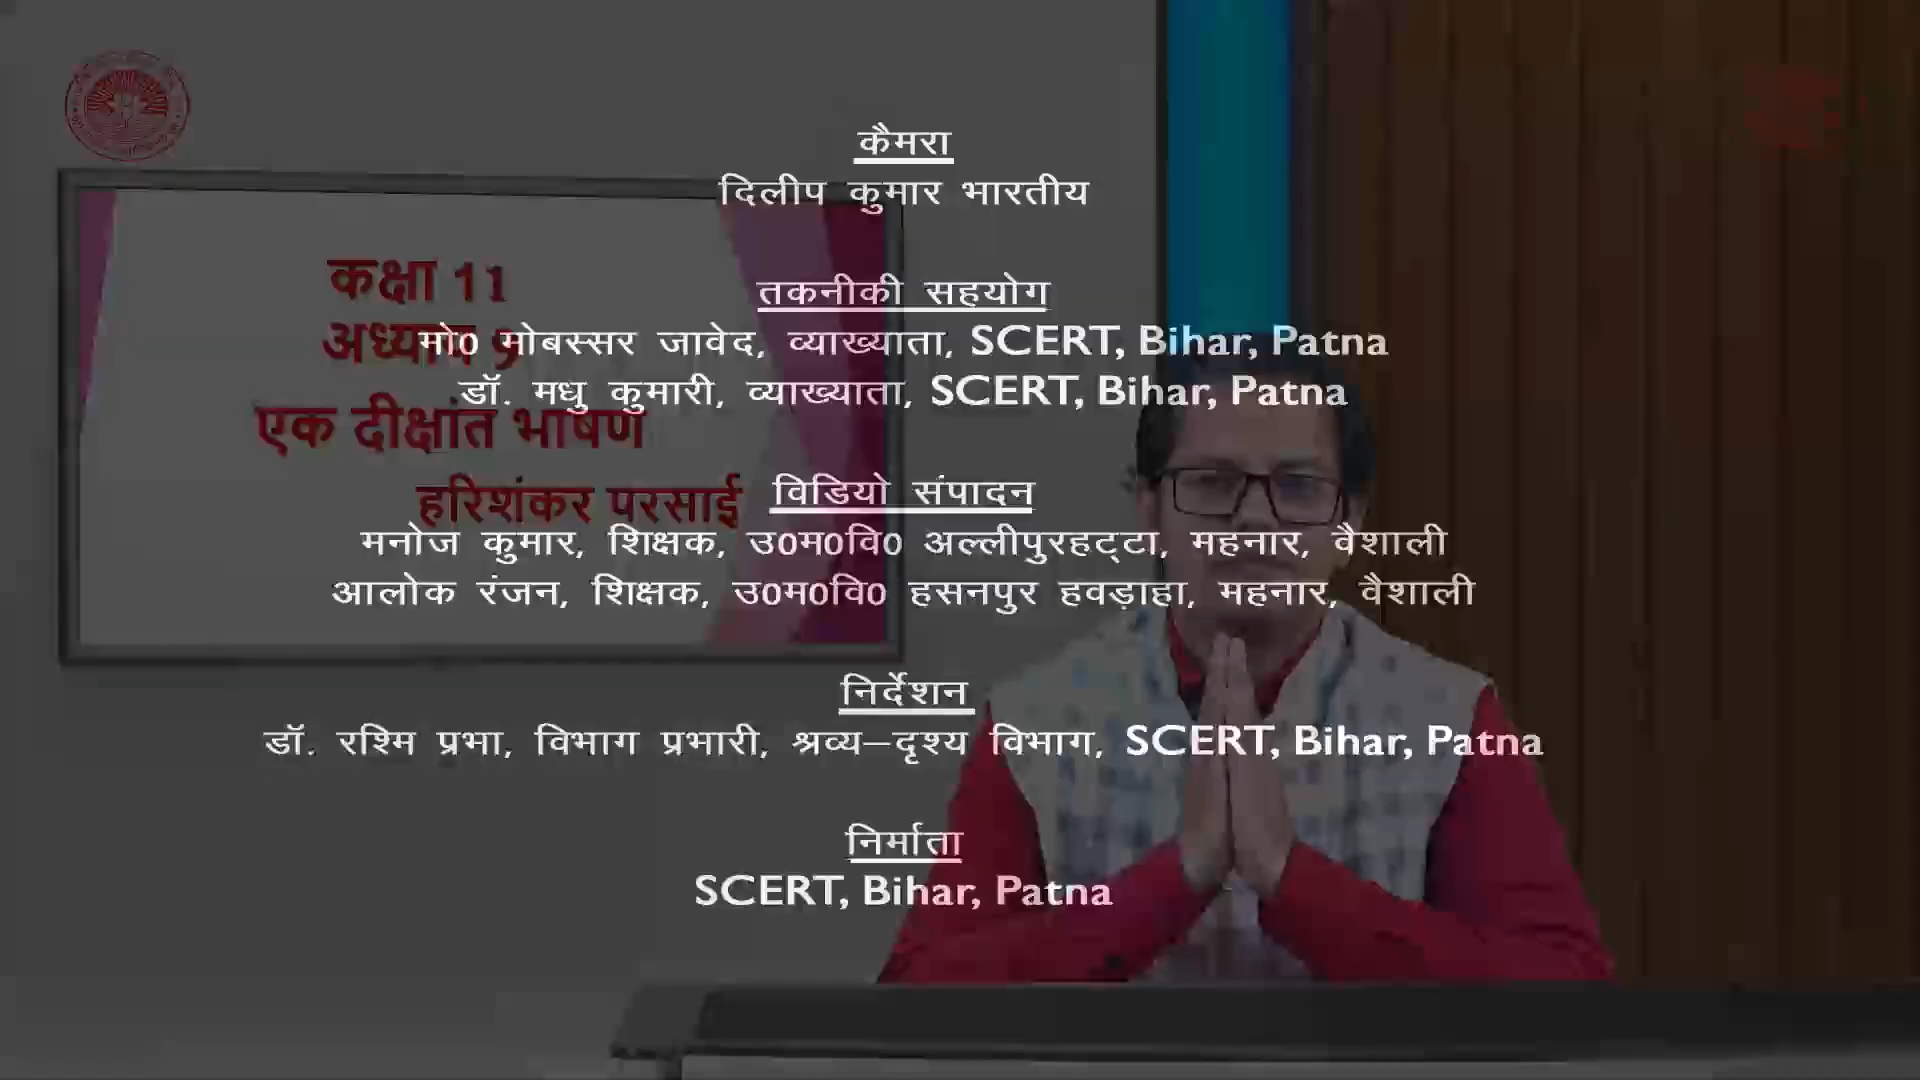 कैमरा
दिलीप कुमार भारतीय
तकनीकी सहयोग
मो0 मोबस्सर जावेद, व्याख्याता, SCERT, Bihar, Patna
डॉ. मधु कुमारी, व्याख्याता, SCERT, Bihar, Patna
विडियो संपादन
मनोज कुमार, शिक्षक, उ0म0वि0 अल्लीपुरहट्टा, महनार, वैशाली
आलोक रंजन, शिक्षक, उ0म0वि0 हसनपुर हवड़ाहा, महनार, वैशाली
निर्देशन
डॉ. रश्मि प्रभा, विभाग प्रभारी, श्रव्य–दृश्य विभाग, SCERT, Bihar, Patna
निर्माता
SCERT, Bihar, Patna
कक्षा 11
अध्याय 9
एक दीक्षांत भाषण
हरिशंकर परसाई